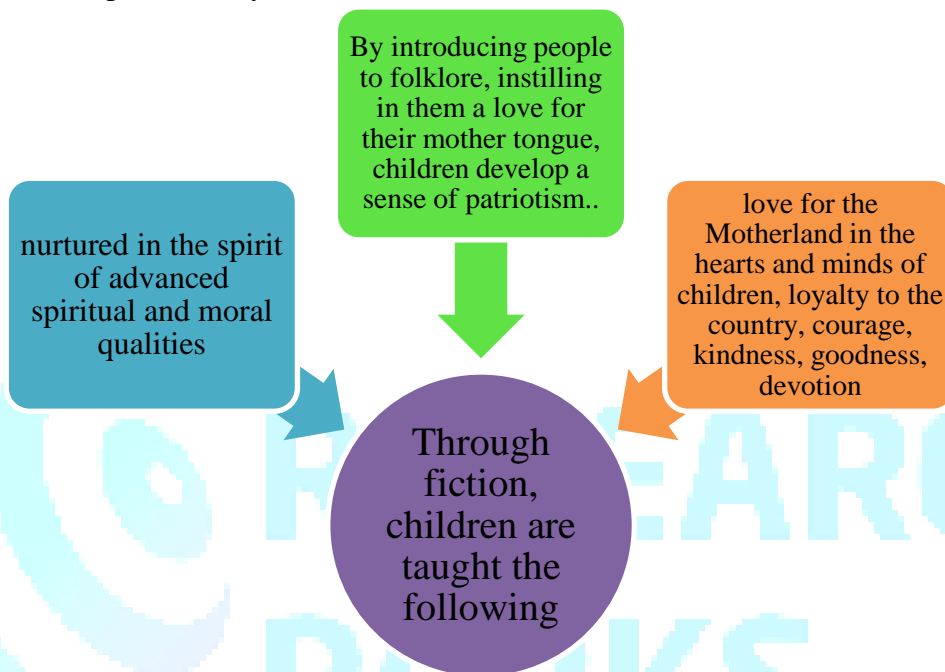 By introducing people
to folklore, instilling
in them a love for
their mother tongue,
children develop a
sense of patriotism..
nurtured in the spirit
of advanced
spiritual and moral
qualities
love for the
Motherland in the
hearts and minds of
children, loyalty to the
country, courage,
kindness, goodness,
devotion
Through
fiction,
children are
taught the
following